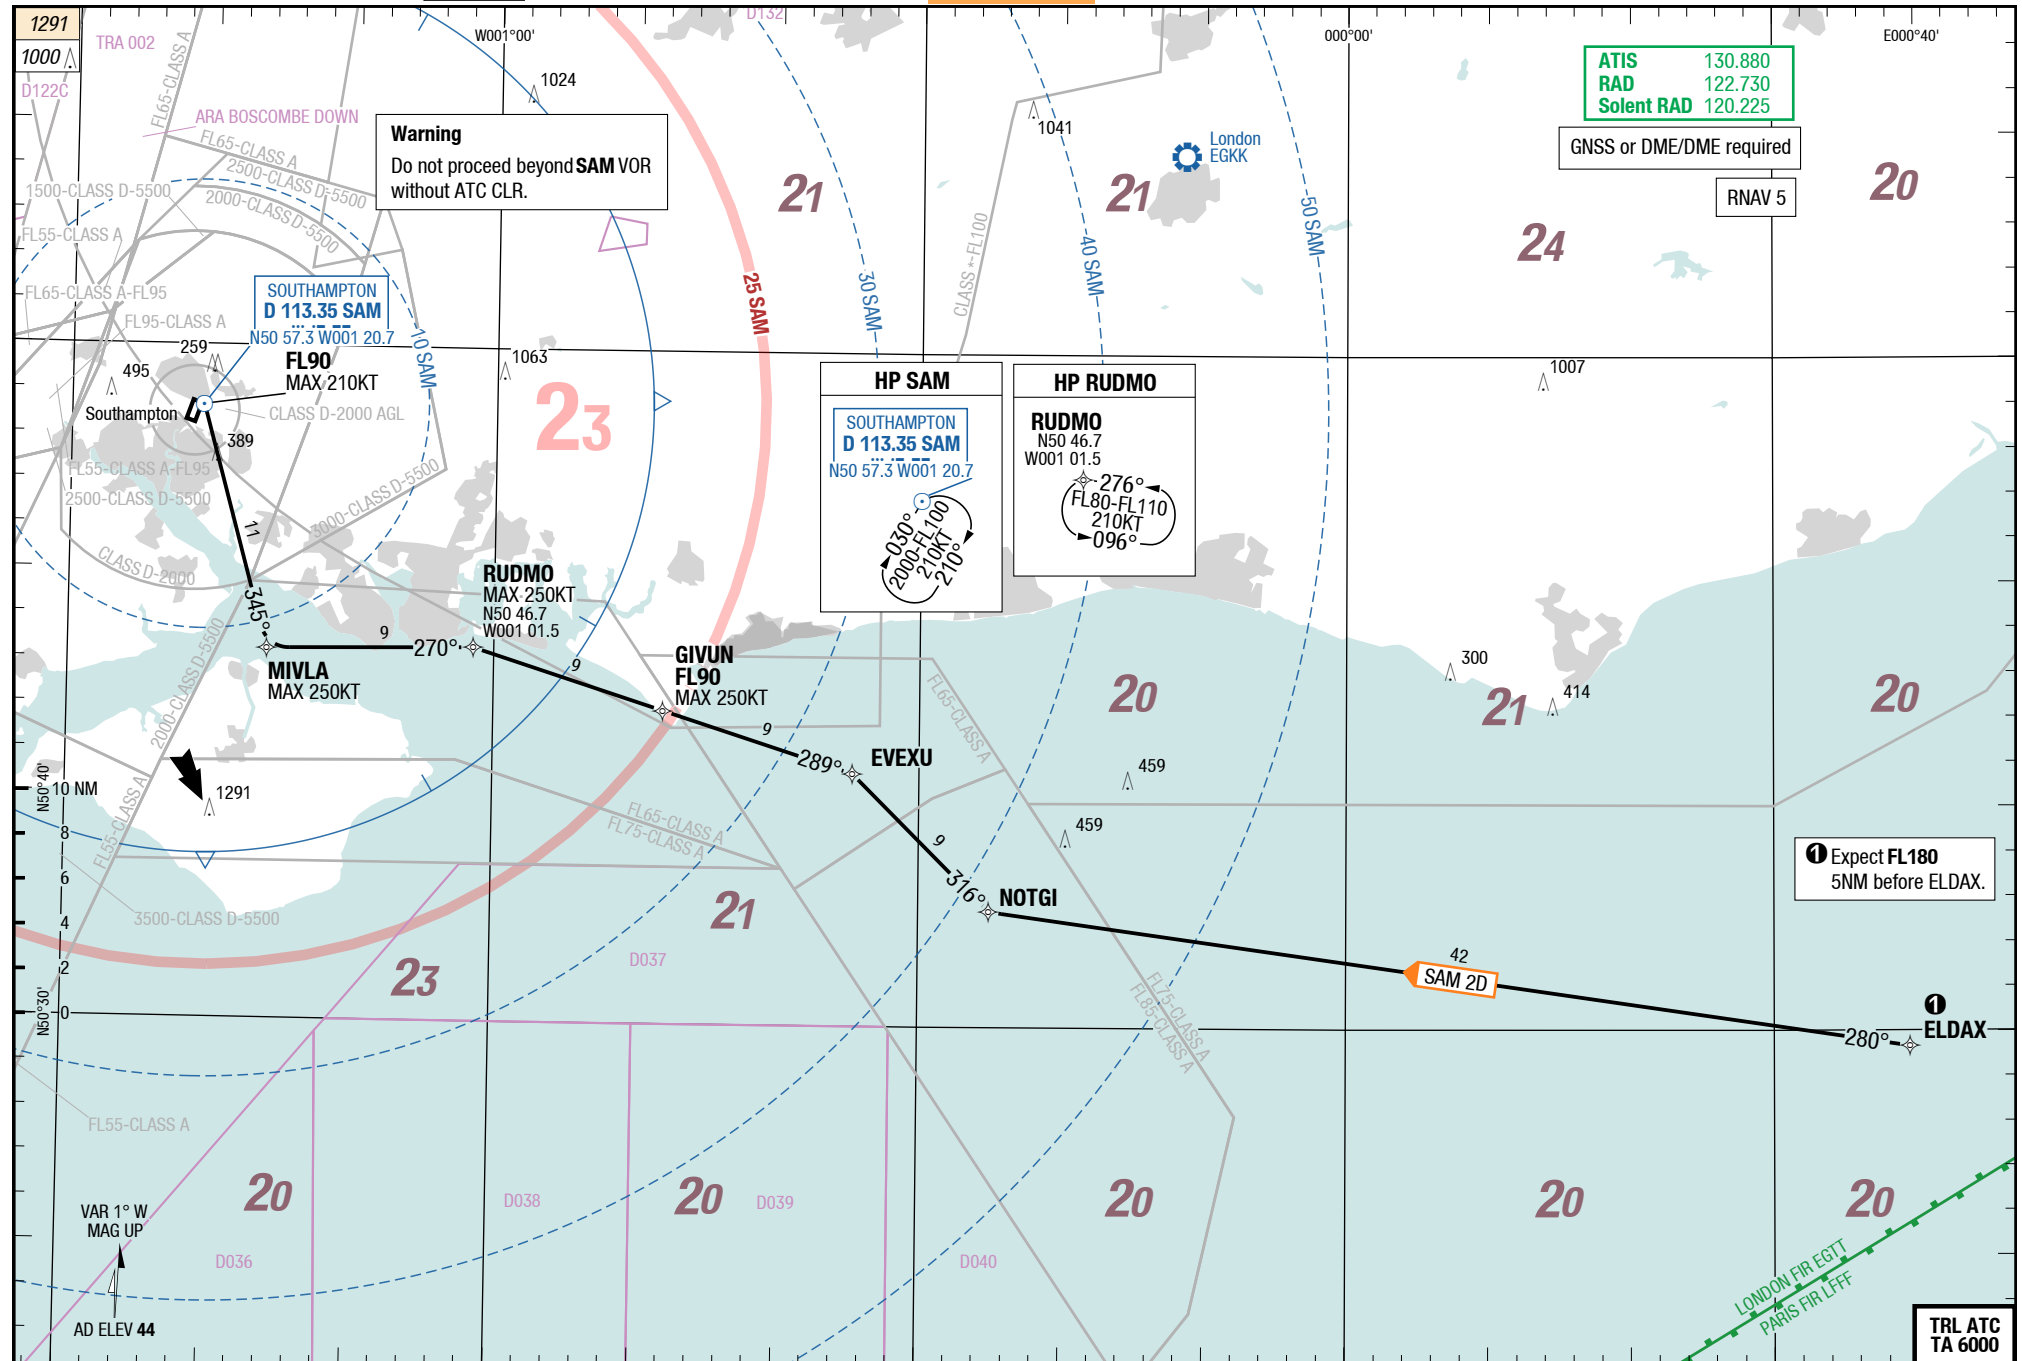 1291
1000
TRA 002
D122C
FL65-CLASS A
ARA BOSCOMBE DOWN
FL65-CLASS A
2500-CLASS D-5500
1500-CLASS D-5500
2000-CLASS D-5500
FL55-CLASS A
FL65-CLASS A-FL95
FL95-CLASS A
W001°00'
1024
D132
000°00'
E000°40'
Warning
Do not proceed beyond SAM VOR
without ATC CLR.
ATIS 130.880
RAD 122.730
Solent RAD 120.225
GNSS or DME/DME required
RNAV 5
1041
London
EGKK
21
21
24
20
CLASS *-FL100
10 SAM
25 SAM
30 SAM
40 SAM
50 SAM
SOUTHAMPTON
D 113.35 SAM
N50 57.3 W001 20.7
FL90
MAX 210KT
259
495
Southampton
CLASS D-2000 AGL
389
FL55-CLASS A-FL95
2500-CLASS D-5500
3000-CLASS D-5500
CLASS D-2000
1063
23
HP SAM
SOUTHAMPTON
D 113.35 SAM
N50 57.3 W001 20.7
030°
2000-FL100
210KT
210°
HP RUDMO
RUDMO
N50 46.7
W001 01.5
276°
FL80-FL110
210KT
096°
1007
11
345°
MIVLA
MAX 250KT
9
270°
RUDMO
MAX 250KT
N50 46.7
W001 01.5
9
GIVUN
FL90
MAX 250KT
9
289°
EVEXU
9
316°
NOTGI
42
SAM 2D
280°
1
ELDAX
1 Expect FL180
5NM before ELDAX.
2000-CLASS D-5500
FL55-CLASS A
FL65-CLASS A
FL65-CLASS A
FL75-CLASS A
FL75-CLASS A
FL85-CLASS A
3500-CLASS D-5500
FL55-CLASS A
20
21
20
300
414
459
459
1291
N50°40'
10 NM
8
6
4
2
0
N50°30'
21
23
D037
20
D038
20
D039
20
20
20
D036
D040
VAR 1° W
MAG UP
AD ELEV 44
LONDON FIR EGTT
PARIS FIR LFFF
TRL ATC
TA 6000